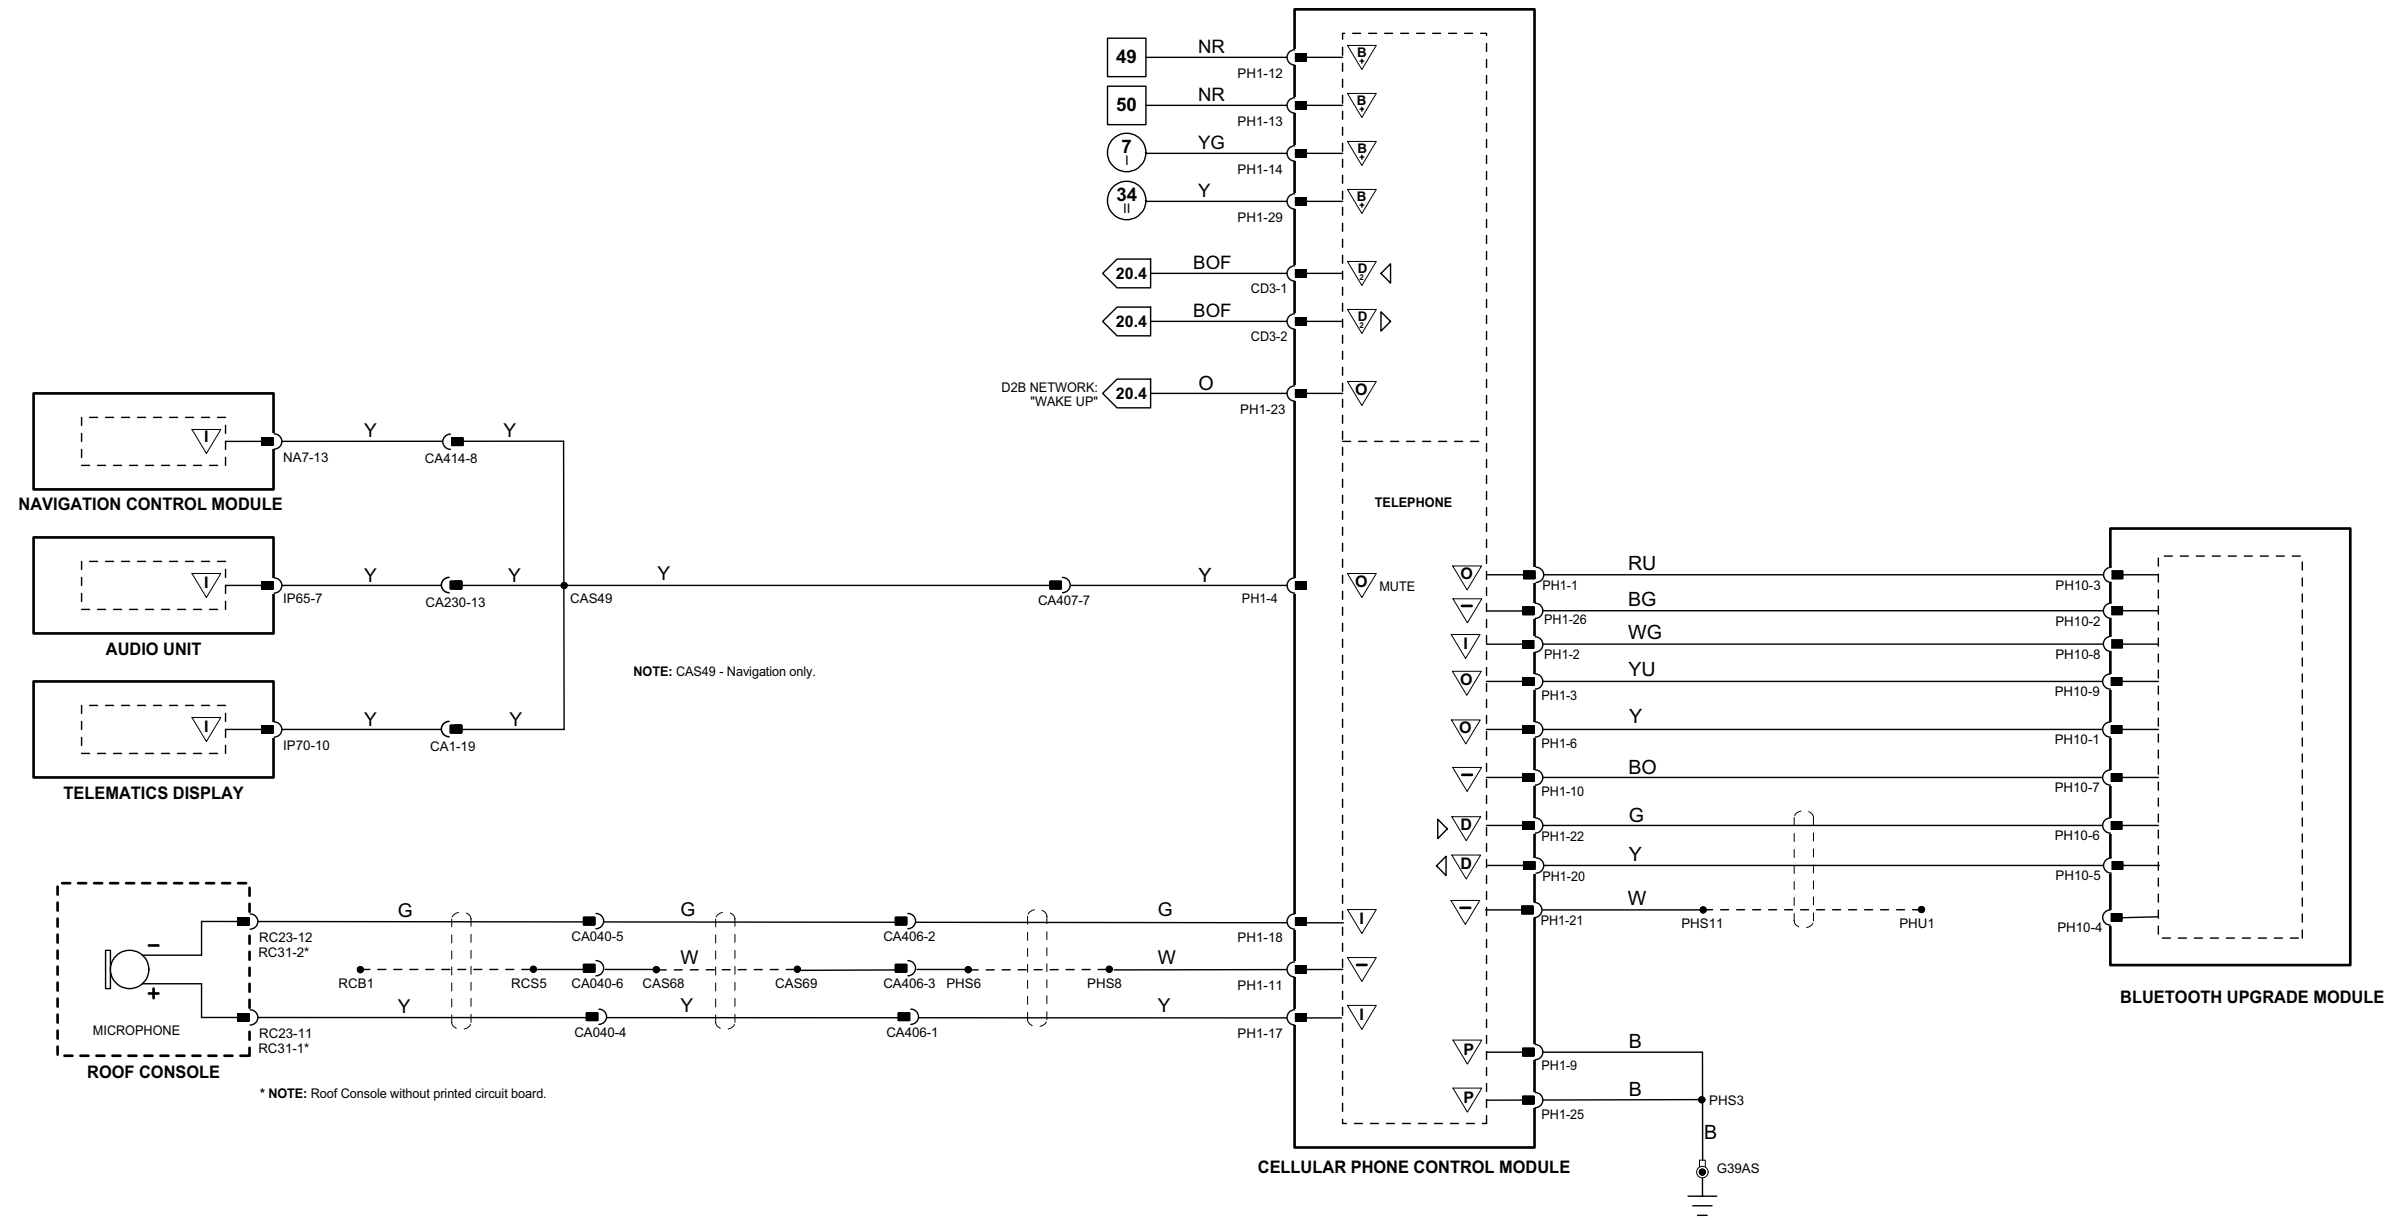 49 NR PH1-12 B+
50 NR PH1-13 B+
7 I YG PH1-14 B+
34 II Y PH1-29 B+
20.4 BOF CD3-1 D2
20.4 BOF CD3-2 D2
D2B NETWORK:
"WAKE UP"
20.4 O PH1-23 O
I NA7-13 Y CA414-8 Y
NAVIGATION CONTROL MODULE
I IP65-7 Y CA230-13 Y CAS49 Y CA407-7 Y PH1-4 O MUTE
AUDIO UNIT
NOTE: CAS49 - Navigation only.
I IP70-10 Y CA1-19 Y
TELEMATICS DISPLAY
TELEPHONE
O PH1-1 RU PH10-3
– PH1-26 BG PH10-2
I PH1-2 WG PH10-8
O PH1-3 YU PH10-9
O PH1-6 Y PH10-1
– PH1-10 BO PH10-7
D PH1-22 G PH10-6
D PH1-20 Y PH10-5
– PH1-21 W PHS11 PHU1
PH10-4
BLUETOOTH UPGRADE MODULE
–
RC23-12
RC31-2*
G CA040-5 G CA406-2 G PH1-18 I
RCB1 RCS5 CA040-6 CAS68 W CAS69 CA406-3 PHS6 PHS8 W PH1-11 –
+
MICROPHONE
RC23-11
RC31-1*
Y CA040-4 Y CA406-1 Y PH1-17 I
ROOF CONSOLE
* NOTE: Roof Console without printed circuit board.
P PH1-9 B
P PH1-25 B PHS3
B
G39AS
CELLULAR PHONE CONTROL MODULE